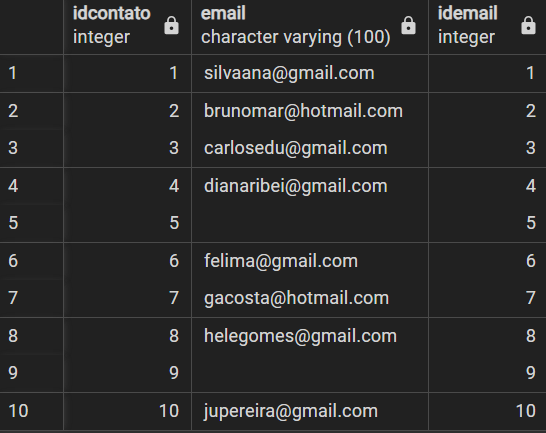 idcontato email idemail
integer character varying (100) integer
1 1 silvaana@gmail.com 1
2 2 brunomar@hotmail.com 2
3 3 carlosedu@gmail.com 3
4 4 dianaribei@gmail.com 4
5 5 5
6 6 felima@gmail.com 6
7 7 gacosta@hotmail.com 7
8 8 helegomes@gmail.com 8
9 9 9
10 10 jupereira@gmail.com 10